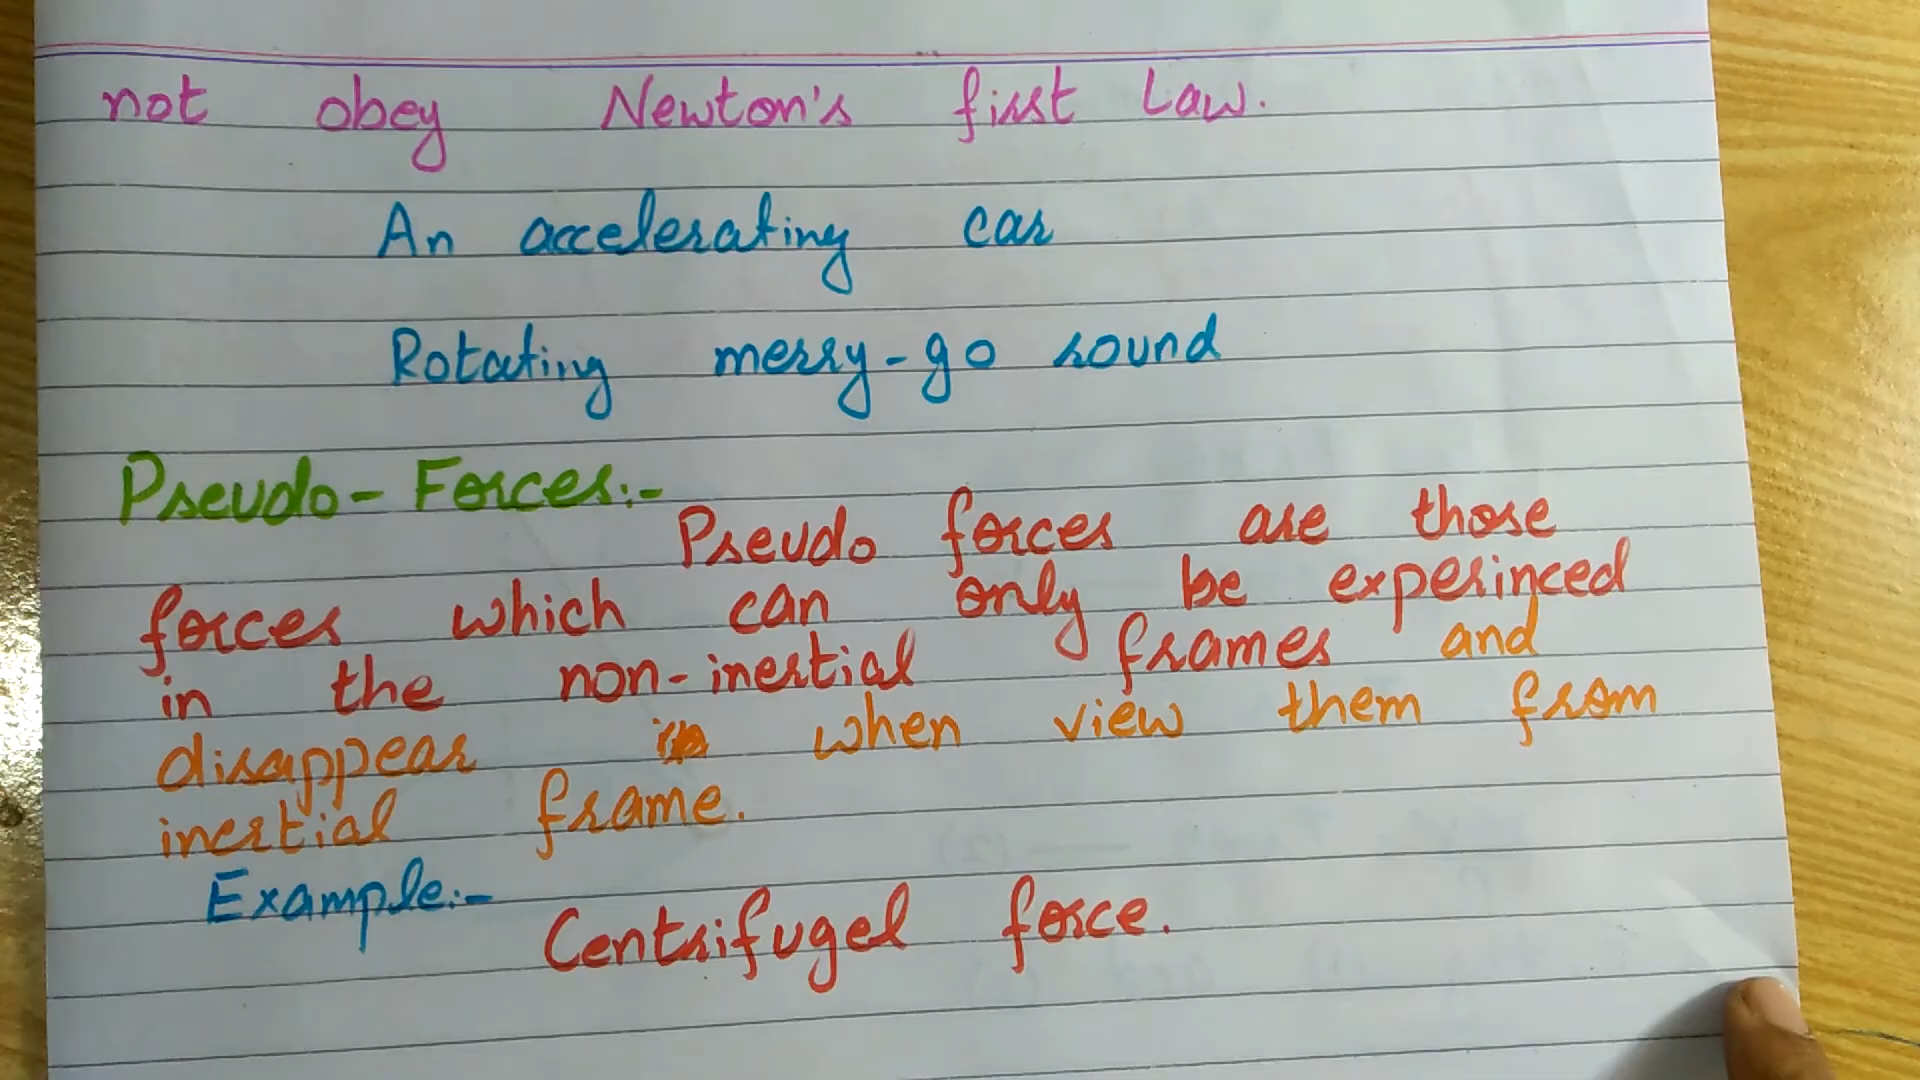 not obey Newton's first Law.
An accelerating car
Rotating merry-go round
Pseudo-Forces:-
Pseudo forces are those
forces which can only be experinced
in the non-inertial frames and
disappear when view them from
inertial frame.
Example:-
Centrifugel force.